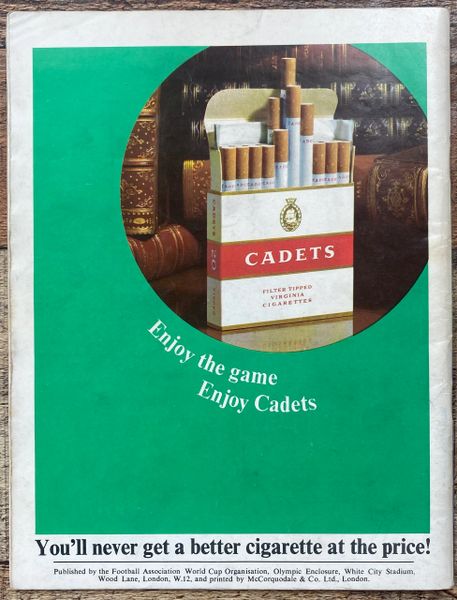 CADETS
FILTER TIPPED
VIRGINIA
CIGARETTES
CADETS
20
Enjoy the game
Enjoy Cadets
You'll never get a better cigarette at the price!
Published by the Football Association World Cup Organisation, Olympic Enclosure, White City Stadium,
Wood Lane, London, W.12, and printed by McCorquodale & Co. Ltd., London.